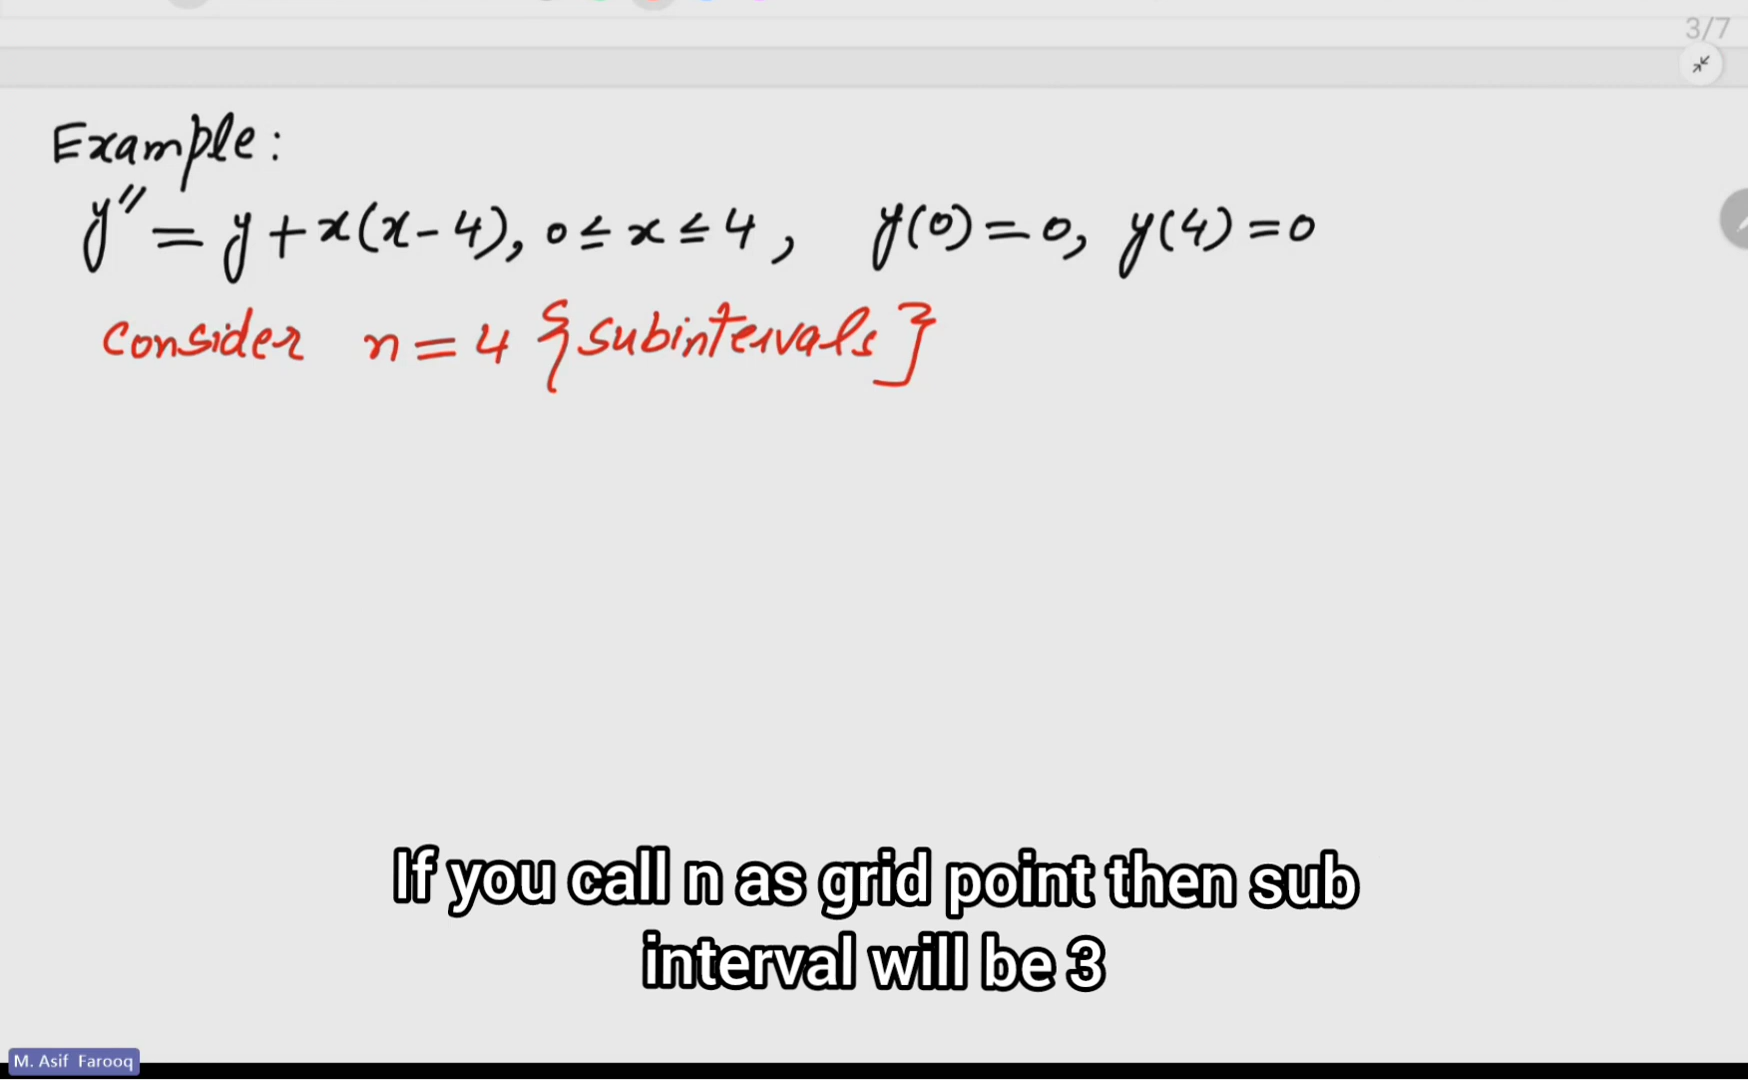 3/7
Example:
y″ = y + x(x-4), 0 ≤ x ≤ 4, y(0) = 0, y(4) = 0
Consider n = 4 {subintervals}
If you call n as grid point then sub
interval will be 3
M. Asif Farooq